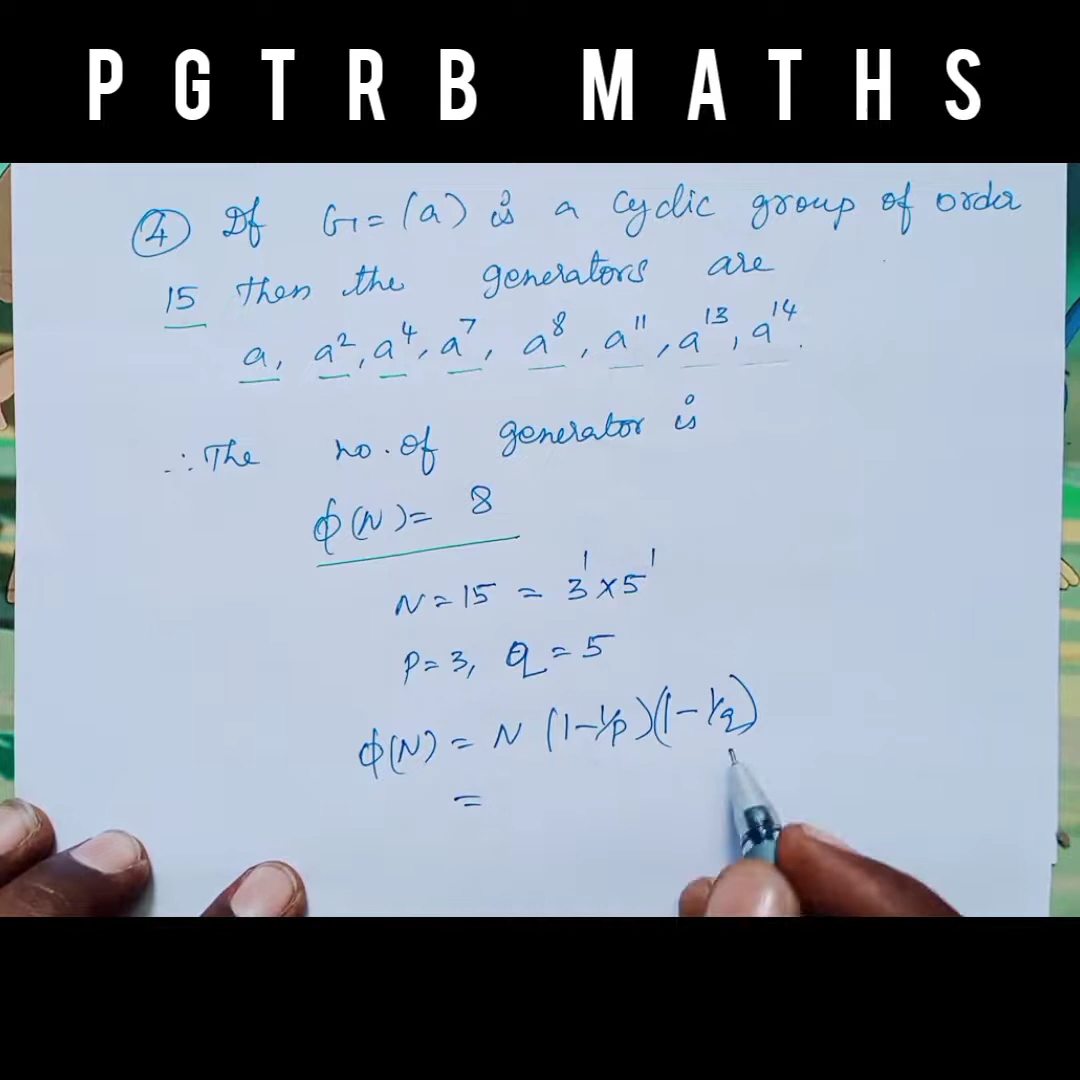 PGTRB MATHS
④ If G=(a) is a cyclic group of order
15 then the generators are
a, a², a⁴, a⁷, a⁸, a¹¹, a¹³, a¹⁴.
∴ The no. of generator is
ϕ(N) = 8
N = 15 = 3¹ × 5¹
P = 3, q = 5
ϕ(N) = N (1 - 1/p)(1 - 1/q)
=